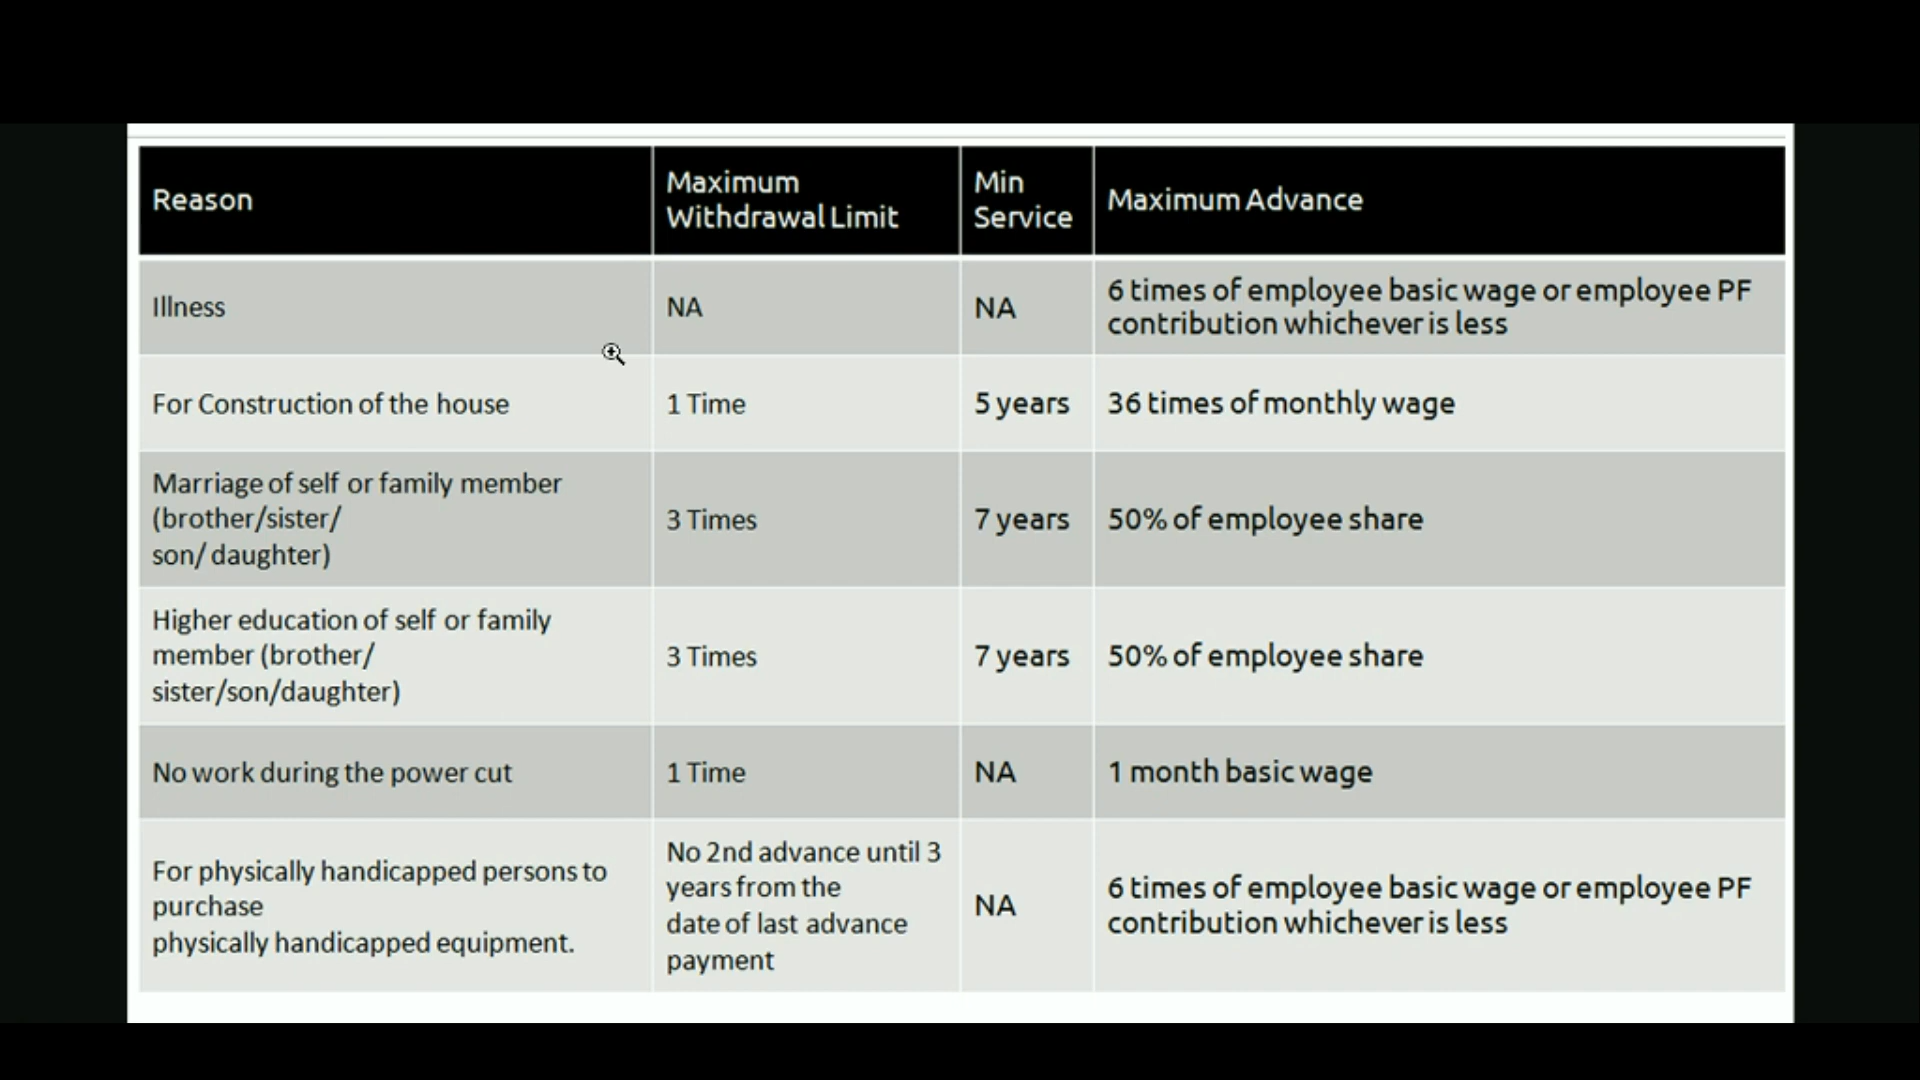 Reason
Maximum
Withdrawal Limit
Min
Service
Maximum Advance
Illness
NA
NA
6 times of employee basic wage or employee PF
contribution whichever is less
For Construction of the house
1 Time
5 years
36 times of monthly wage
Marriage of self or family member
(brother/sister/
son/ daughter)
3 Times
7 years
50% of employee share
Higher education of self or family
member (brother/
sister/son/daughter)
3 Times
7 years
50% of employee share
No work during the power cut
1 Time
NA
1 month basic wage
For physically handicapped persons to
purchase
physically handicapped equipment.
No 2nd advance until 3
years from the
date of last advance
payment
NA
6 times of employee basic wage or employee PF
contribution whichever is less